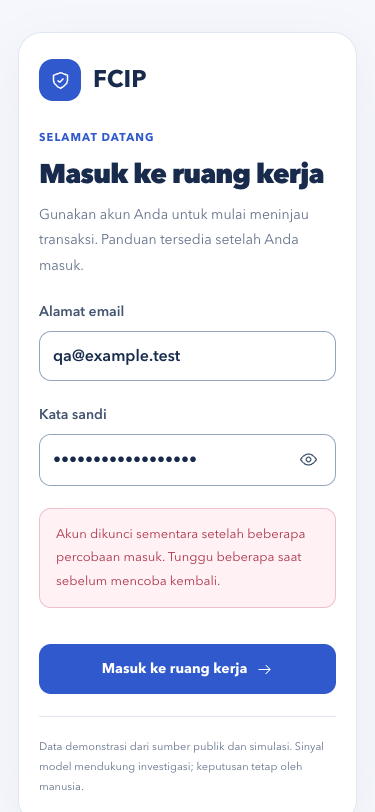 FCIP
SELAMAT DATANG
Masuk ke ruang kerja
Gunakan akun Anda untuk mulai meninjau
transaksi. Panduan tersedia setelah Anda
masuk.
Alamat email
qa@example.test
Kata sandi
••••••••••••••••••
Akun dikunci sementara setelah beberapa
percobaan masuk. Tunggu beberapa saat
sebelum mencoba kembali.
Masuk ke ruang kerja →
Data demonstrasi dari sumber publik dan simulasi. Sinyal
model mendukung investigasi; keputusan tetap oleh
manusia.